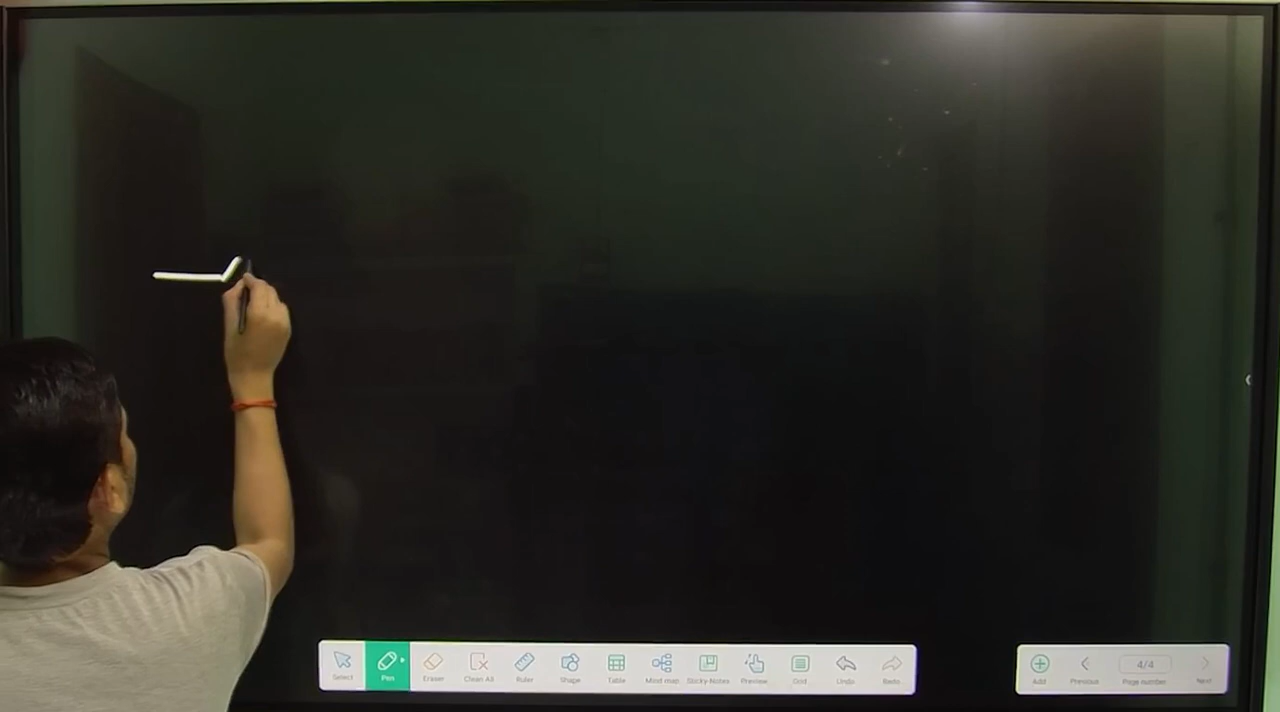 Select Pen Eraser Clean All Ruler Shape Table Mind map Sticky-Notes Preview Grid Undo Redo
Add Previous 4/4 Page number Next